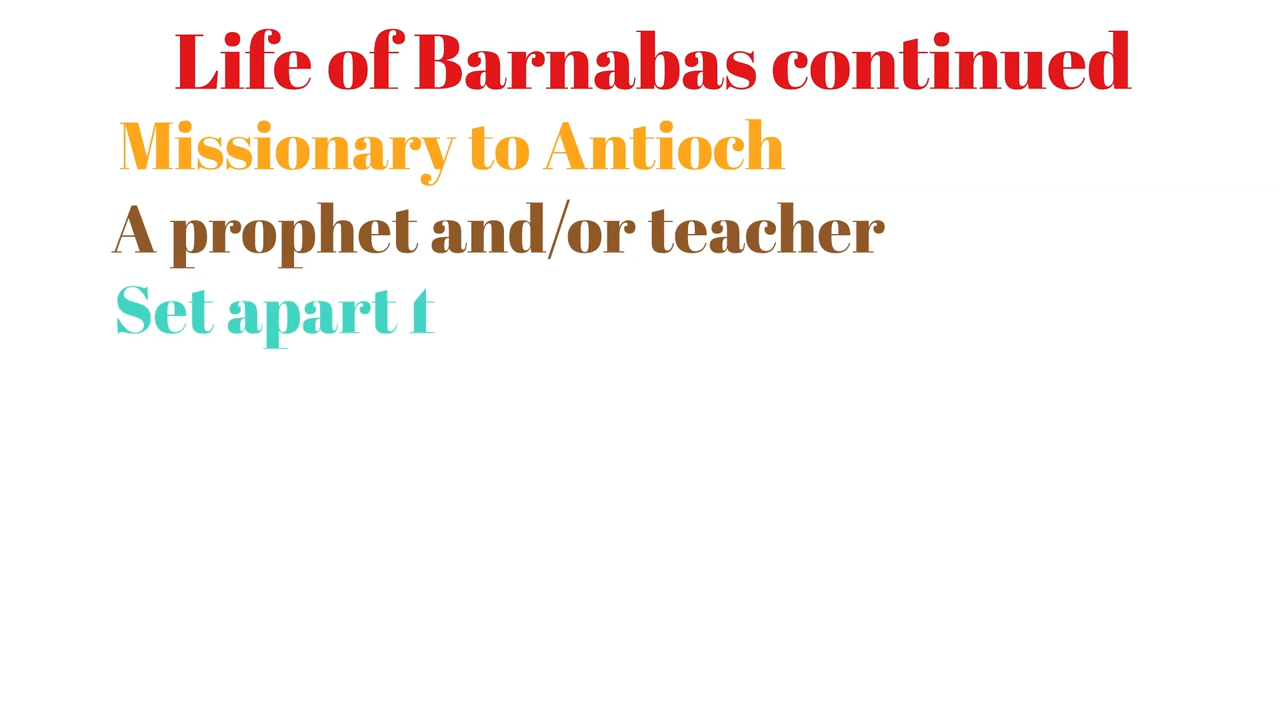 Life of Barnabas continued
Missionary to Antioch
A prophet and/or teacher
Set apart t